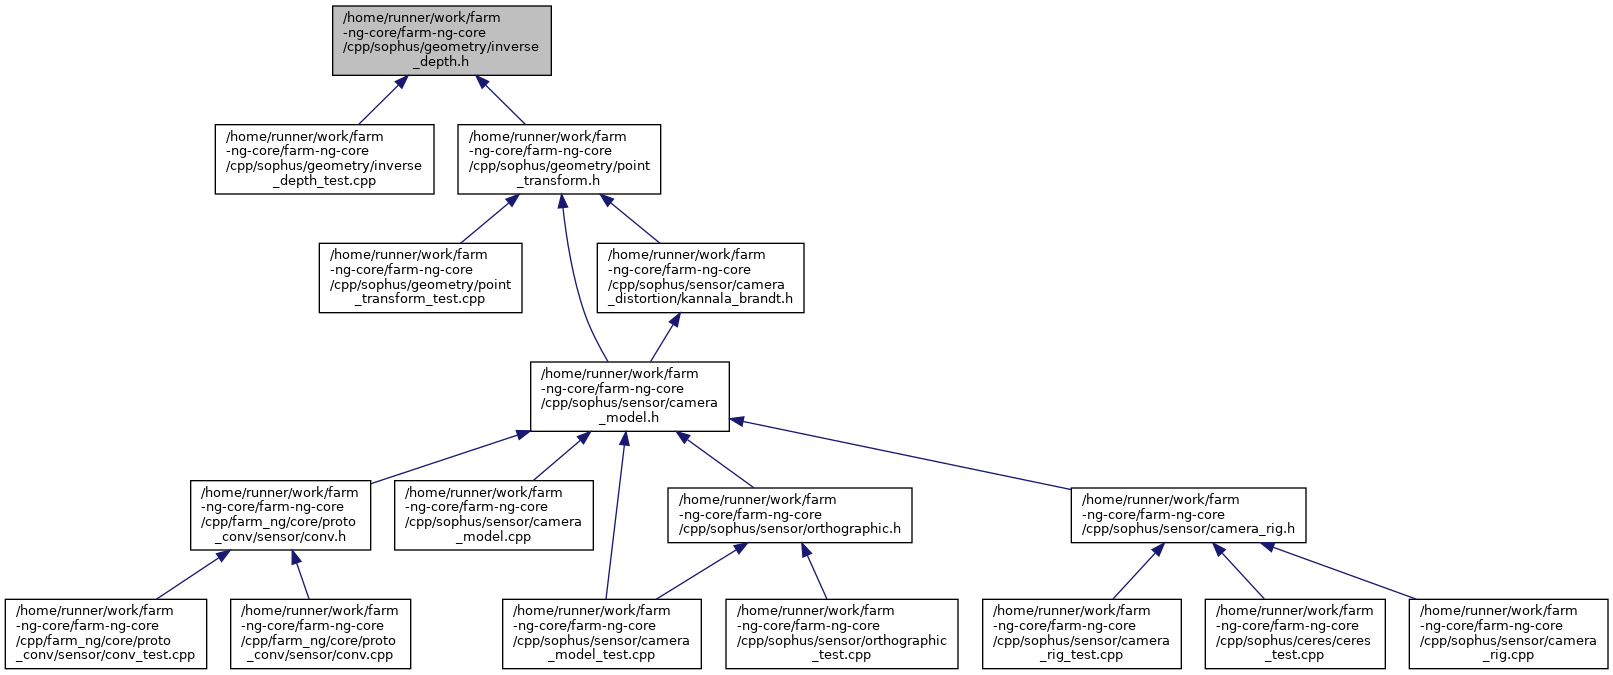 /home/runner/work/farm
-ng-core/farm-ng-core
/cpp/sophus/geometry/inverse
_depth.h
/home/runner/work/farm
-ng-core/farm-ng-core
/cpp/sophus/geometry/inverse
_depth_test.cpp
/home/runner/work/farm
-ng-core/farm-ng-core
/cpp/sophus/geometry/point
_transform.h
/home/runner/work/farm
-ng-core/farm-ng-core
/cpp/sophus/geometry/point
_transform_test.cpp
/home/runner/work/farm
-ng-core/farm-ng-core
/cpp/sophus/sensor/camera
_distortion/kannala_brandt.h
/home/runner/work/farm
-ng-core/farm-ng-core
/cpp/sophus/sensor/camera
_model.h
/home/runner/work/farm
-ng-core/farm-ng-core
/cpp/farm_ng/core/proto
_conv/sensor/conv.h
/home/runner/work/farm
-ng-core/farm-ng-core
/cpp/sophus/sensor/camera
_model.cpp
/home/runner/work/farm
-ng-core/farm-ng-core
/cpp/sophus/sensor/orthographic.h
/home/runner/work/farm
-ng-core/farm-ng-core
/cpp/sophus/sensor/camera_rig.h
/home/runner/work/farm
-ng-core/farm-ng-core
/cpp/farm_ng/core/proto
_conv/sensor/conv_test.cpp
/home/runner/work/farm
-ng-core/farm-ng-core
/cpp/farm_ng/core/proto
_conv/sensor/conv.cpp
/home/runner/work/farm
-ng-core/farm-ng-core
/cpp/sophus/sensor/camera
_model_test.cpp
/home/runner/work/farm
-ng-core/farm-ng-core
/cpp/sophus/sensor/orthographic
_test.cpp
/home/runner/work/farm
-ng-core/farm-ng-core
/cpp/sophus/sensor/camera
_rig_test.cpp
/home/runner/work/farm
-ng-core/farm-ng-core
/cpp/sophus/ceres/ceres
_test.cpp
/home/runner/work/farm
-ng-core/farm-ng-core
/cpp/sophus/sensor/camera
_rig.cpp